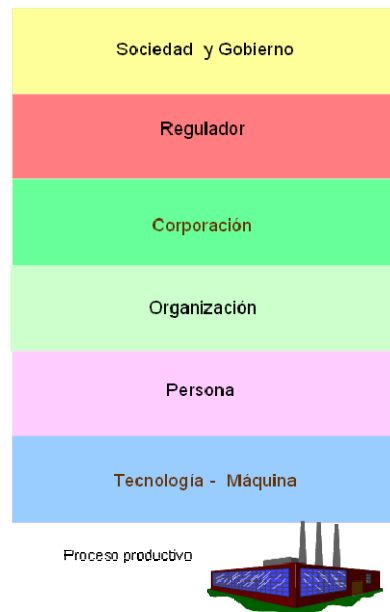 Sociedad y Gobierno
Regulador
Corporación
Organización
Persona
Tecnología - Máquina
Proceso productivo